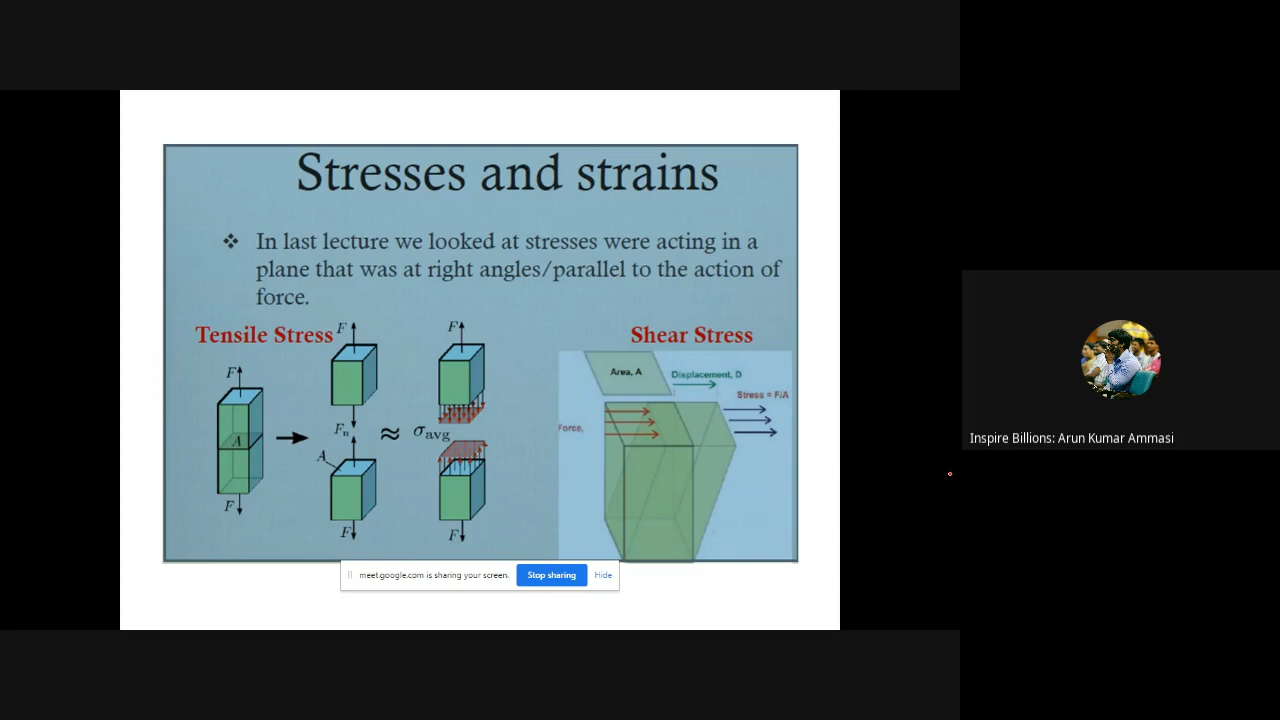 Stresses and strains
❖ In last lecture we looked at stresses were acting in a
plane that was at right angles/parallel to the action of
force.
Tensile Stress
Shear Stress
F
F
F
A
Fn
A
≈ σavg
F
F
F
Area, A
Displacement, D
Stress = F/A
Force,
meet.google.com is sharing your screen.
Stop sharing
Hide
Inspire Billions: Arun Kumar Ammasi